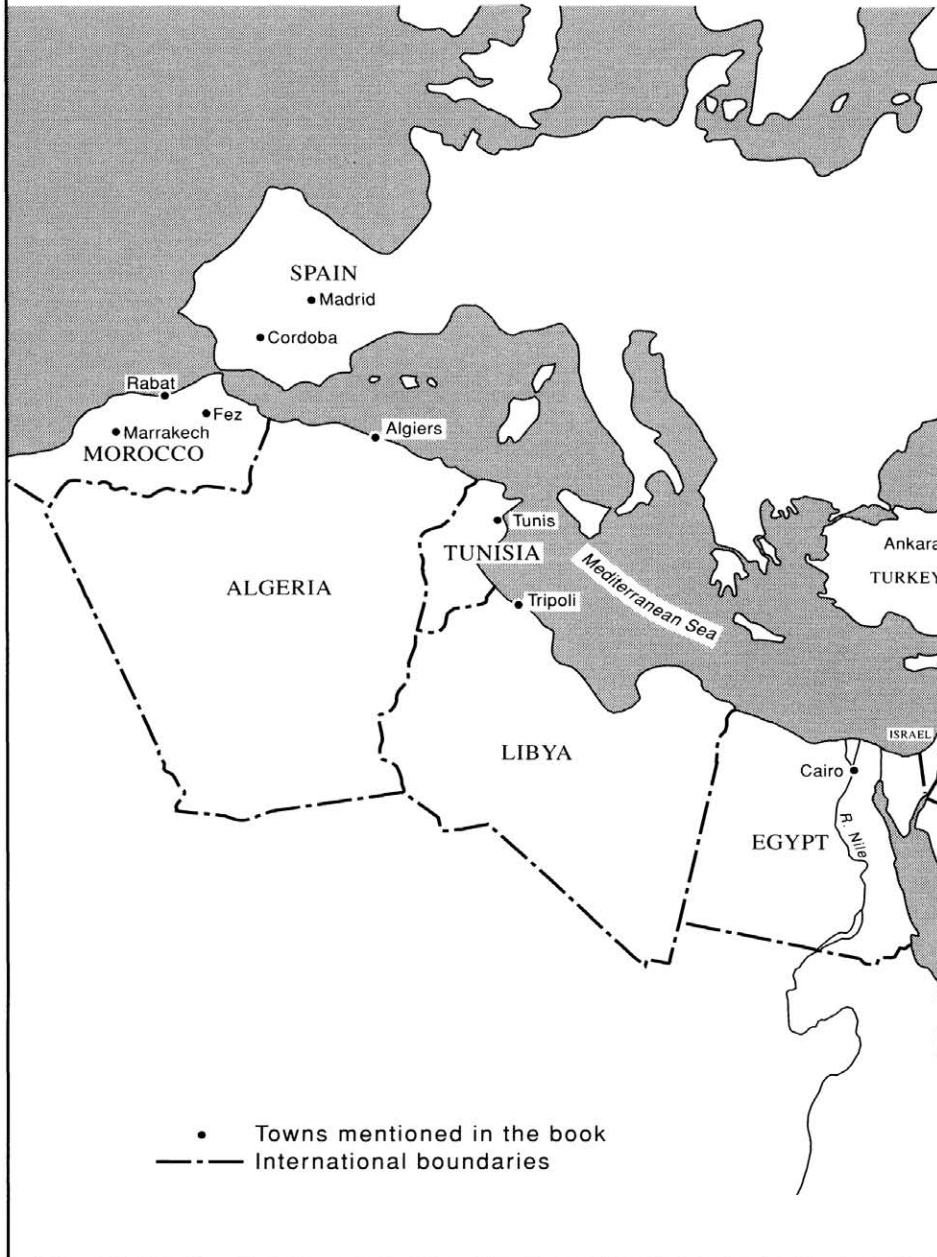 SPAIN
Madrid
Cordoba
Rabat
Fez
Marrakech
MOROCCO
Algiers
Tunis
TUNISIA
ALGERIA
Tripoli
Mediterranean Sea
Ankara
TURKEY
LIBYA
ISRAEL
Cairo
R. Nile
EGYPT
Towns mentioned in the book
International boundaries